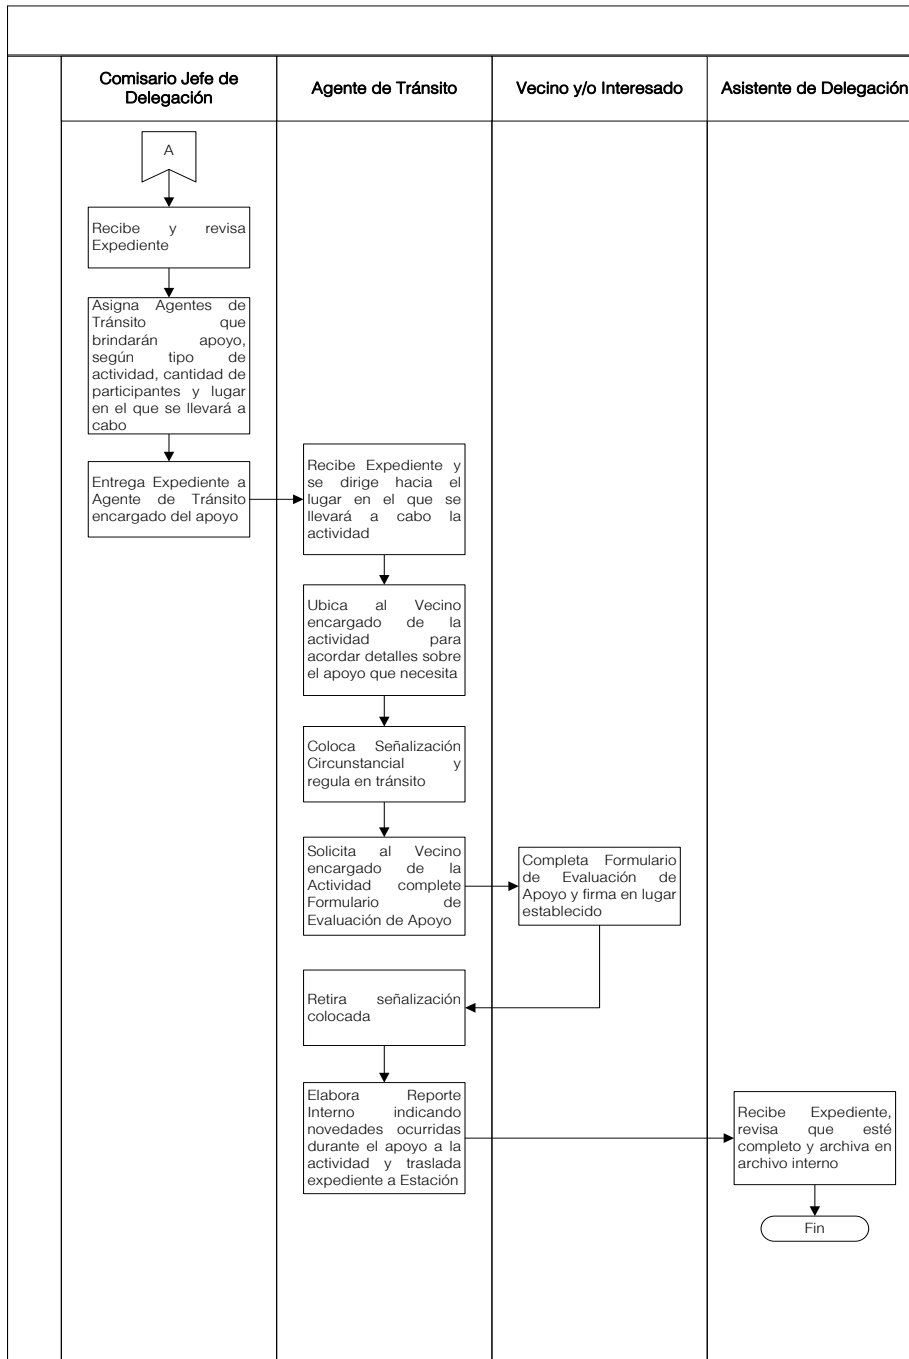 Comisario Jefe de
Delegación
Agente de Tránsito
Vecino y/o Interesado
Asistente de Delegación
A
Recibe y revisa
Expediente
Asigna Agentes de
Tránsito que
brindarán apoyo,
según tipo de
actividad, cantidad de
participantes y lugar
en el que se llevará a
cabo
Entrega Expediente a
Agente de Tránsito
encargado del apoyo
Recibe Expediente y
se dirige hacia el
lugar en el que se
llevará a cabo la
actividad
Ubica al Vecino
encargado de la
actividad para
acordar detalles sobre
el apoyo que necesita
Coloca Señalización
Circunstancial y
regula en tránsito
Solicita al Vecino
encargado de la
Actividad complete
Formulario de
Evaluación de Apoyo
Completa Formulario
de Evaluación de
Apoyo y firma en lugar
establecido
Retira señalización
colocada
Elabora Reporte
Interno indicando
novedades ocurridas
durante el apoyo a la
actividad y traslada
expediente a Estación
Recibe Expediente,
revisa que esté
completo y archiva en
archivo interno
Fin